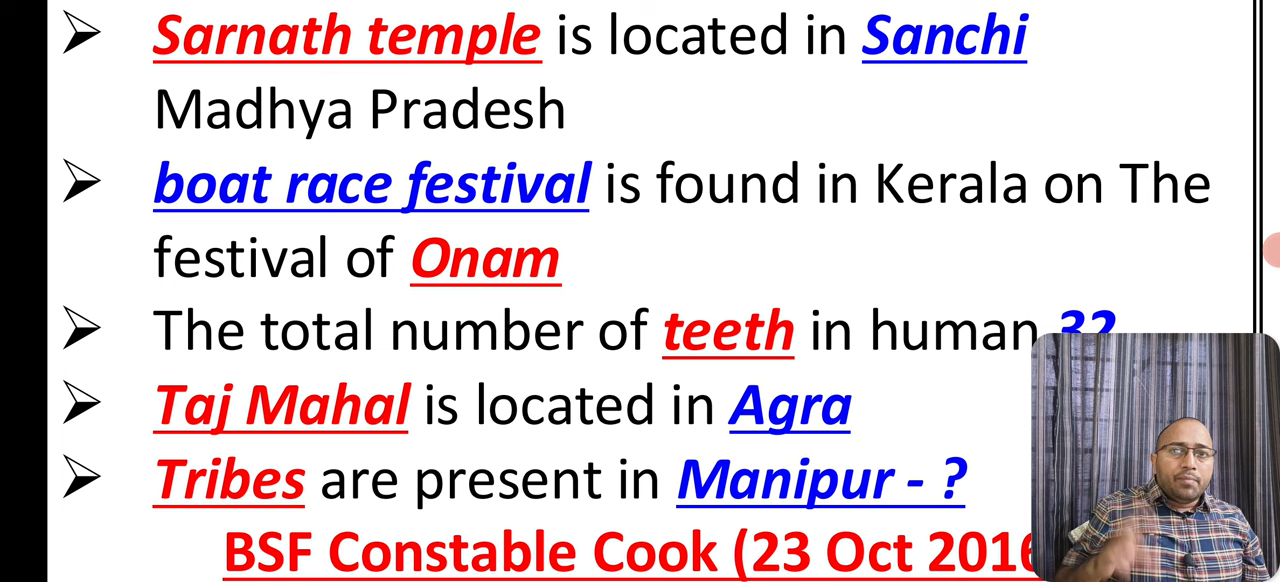 Sarnath temple is located in Sanchi
Madhya Pradesh
boat race festival is found in Kerala on The
festival of Onam
The total number of teeth in human 32
Taj Mahal is located in Agra
Tribes are present in Manipur - ?
BSF Constable Cook (23 Oct 2016